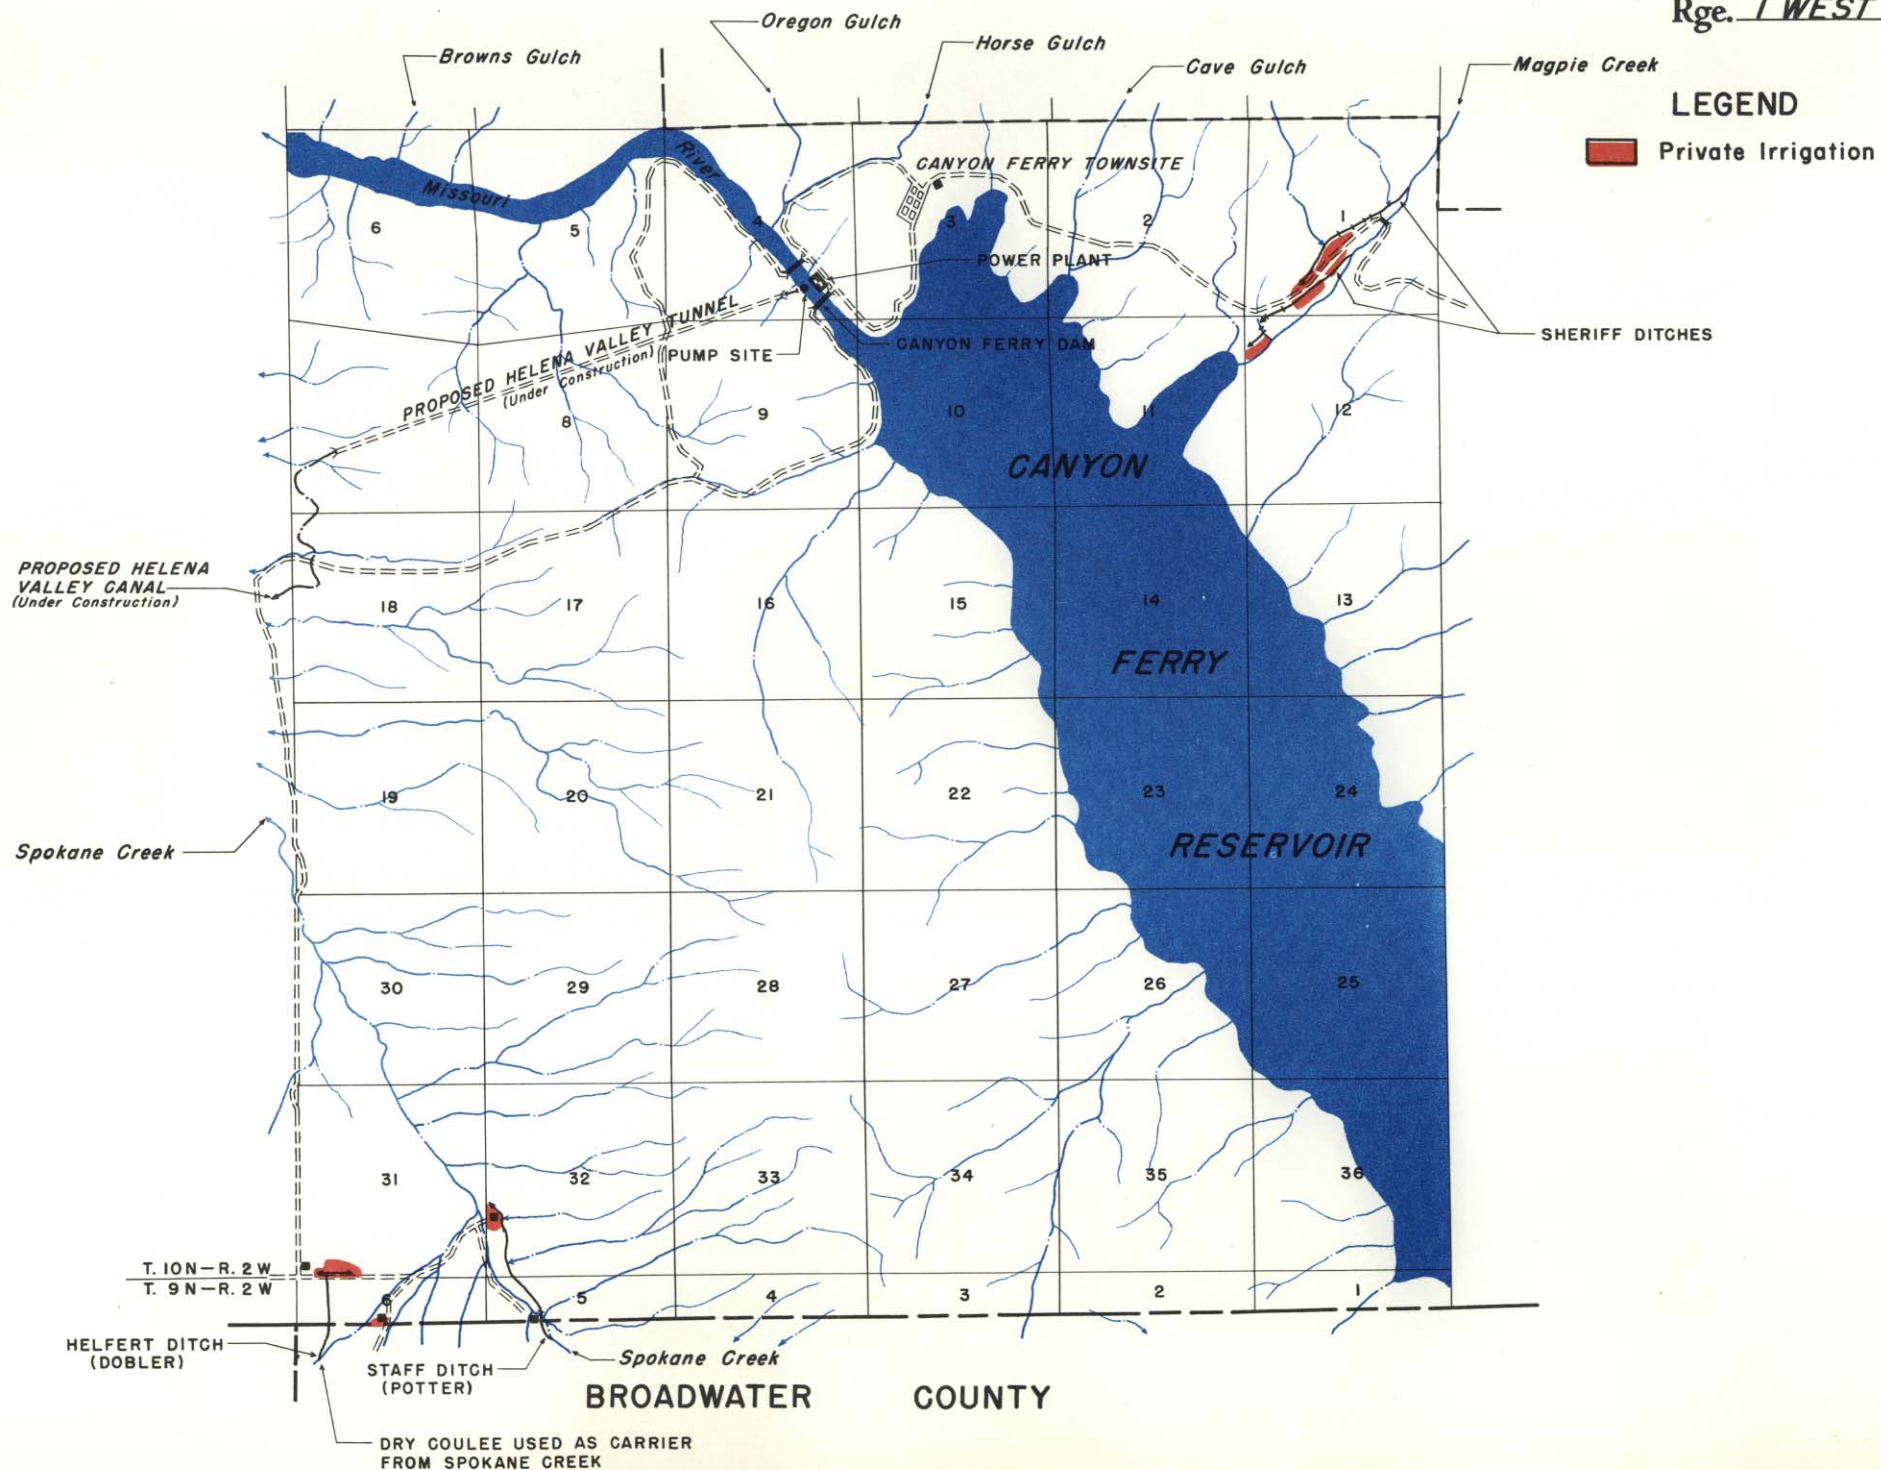 Rge. 1 WEST
Oregon Gulch
Horse Gulch
Browns Gulch
Cave Gulch
Magpie Creek
LEGEND
Private Irrigation
River
CANYON FERRY TOWNSITE
Missouri
6
5
4
3
2
1
POWER PLANT
PROPOSED HELENA VALLEY TUNNEL
(Under Construction)
PUMP SITE
CANYON FERRY DAM
SHERIFF DITCHES
8
9
10
11
12
CANYON
PROPOSED HELENA
VALLEY CANAL
(Under Construction)
18
17
16
15
14
13
FERRY
19
20
21
22
23
24
Spokane Creek
RESERVOIR
30
29
28
27
26
25
31
32
33
34
35
36
T. 10N–R. 2W
T. 9N–R. 2W
6
5
4
3
2
1
HELFERT DITCH
(DOBLER)
STAFF DITCH
(POTTER)
Spokane Creek
BROADWATER COUNTY
DRY COULEE USED AS CARRIER
FROM SPOKANE CREEK